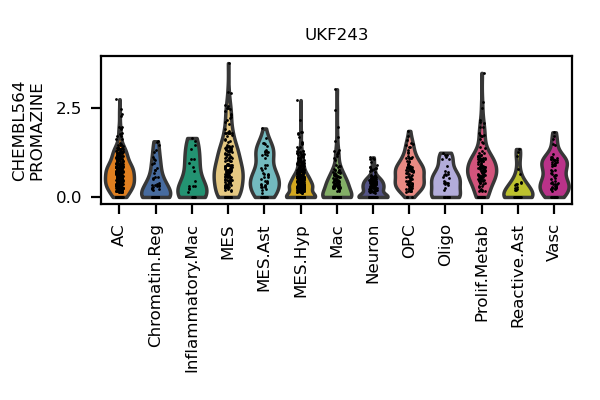 UKF243
CHEMBL564
PROMAZINE
2.5
0.0
AC
Chromatin.Reg
Inflammatory.Mac
MES
MES.Ast
MES.Hyp
Mac
Neuron
OPC
Oligo
Prolif.Metab
Reactive.Ast
Vasc